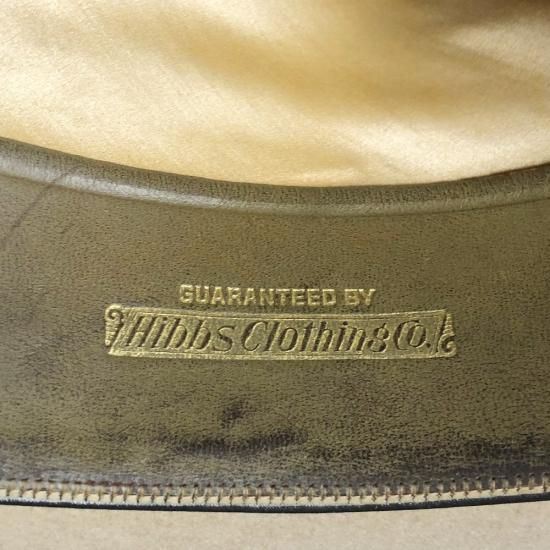 GUARANTEED BY
Hibbs Clothing Co.